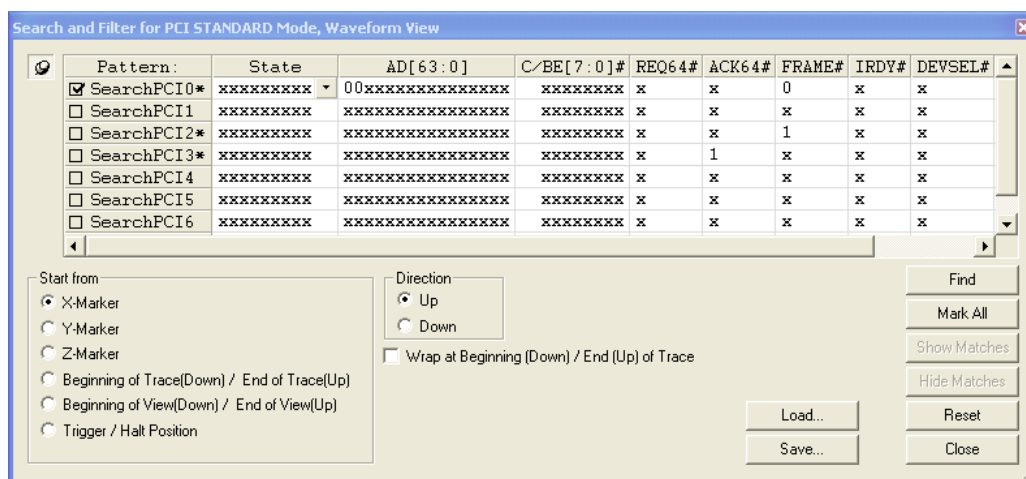 Search and Filter for PCI STANDARD Mode, Waveform View
Pattern: State AD[63:0] C/BE[7:0]# REQ64# ACK64# FRAME# IRDY# DEVSEL#
SearchPCI0* xxxxxxxxx 00xxxxxxxxxxxxxx xxxxxxxx x x 0 x x
SearchPCI1 xxxxxxxxx xxxxxxxxxxxxxxxx xxxxxxxx x x x x x
SearchPCI2* xxxxxxxxx xxxxxxxxxxxxxxxx xxxxxxxx x x 1 x x
SearchPCI3* xxxxxxxxx xxxxxxxxxxxxxxxx xxxxxxxx x 1 x x x
SearchPCI4 xxxxxxxxx xxxxxxxxxxxxxxxx xxxxxxxx x x x x x
SearchPCI5 xxxxxxxxx xxxxxxxxxxxxxxxx xxxxxxxx x x x x x
SearchPCI6 xxxxxxxxx xxxxxxxxxxxxxxxx xxxxxxxx x x x x x
Start from
X-Marker
Y-Marker
Z-Marker
Beginning of Trace(Down) / End of Trace(Up)
Beginning of View(Down) / End of View(Up)
Trigger / Halt Position
Direction
Up
Down
Wrap at Beginning (Down) / End (Up) of Trace
Load...
Save...
Find
Mark All
Show Matches
Hide Matches
Reset
Close